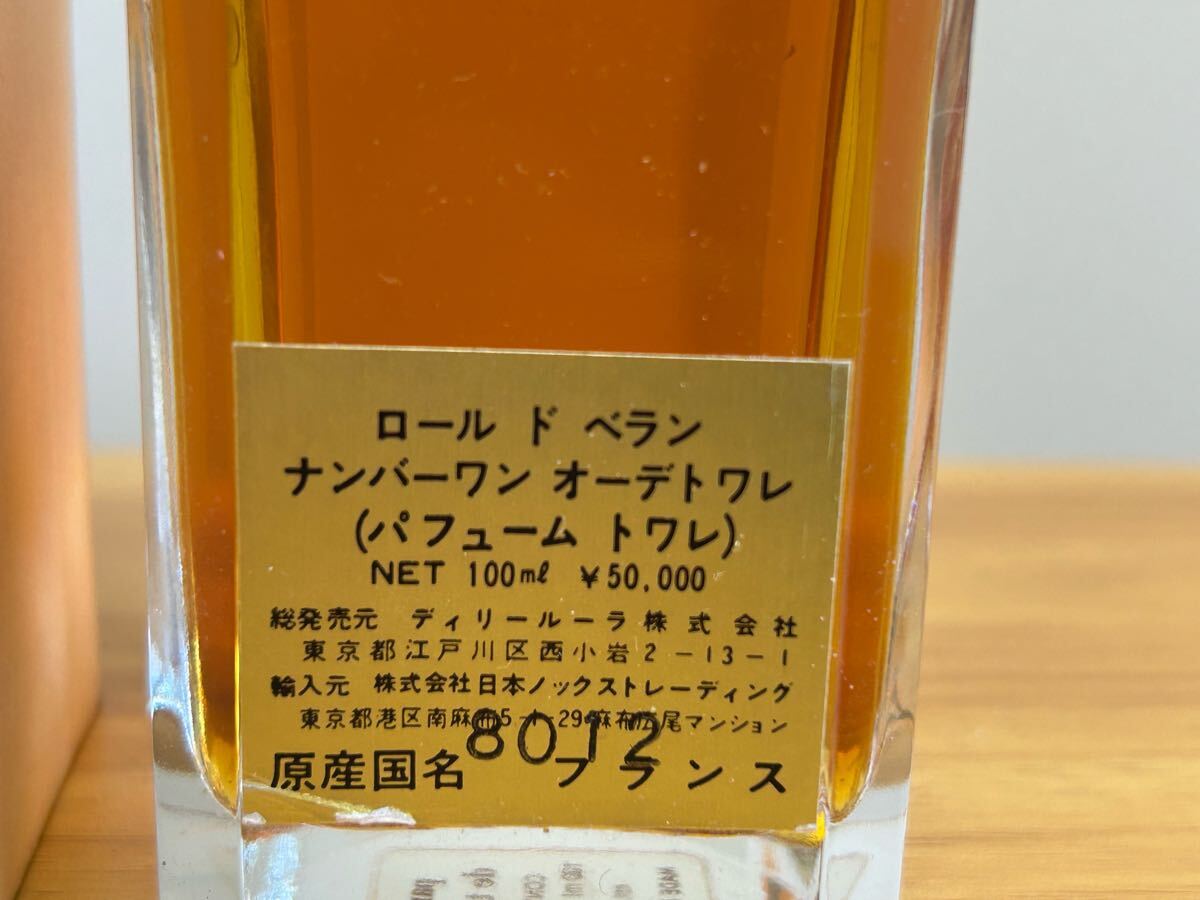 ロール ド ベラン
ナンバーワン オーデトワレ
(パフューム トワレ)
NET 100ml ¥50,000
総発売元 ディリールーラ株式会社
東京都江戸川区西小岩2-13-1
輸入元 株式会社日本ノックストレーディング
東京都港区南麻布5-1-29麻布広尾マンション
8012
原産国名 フランス